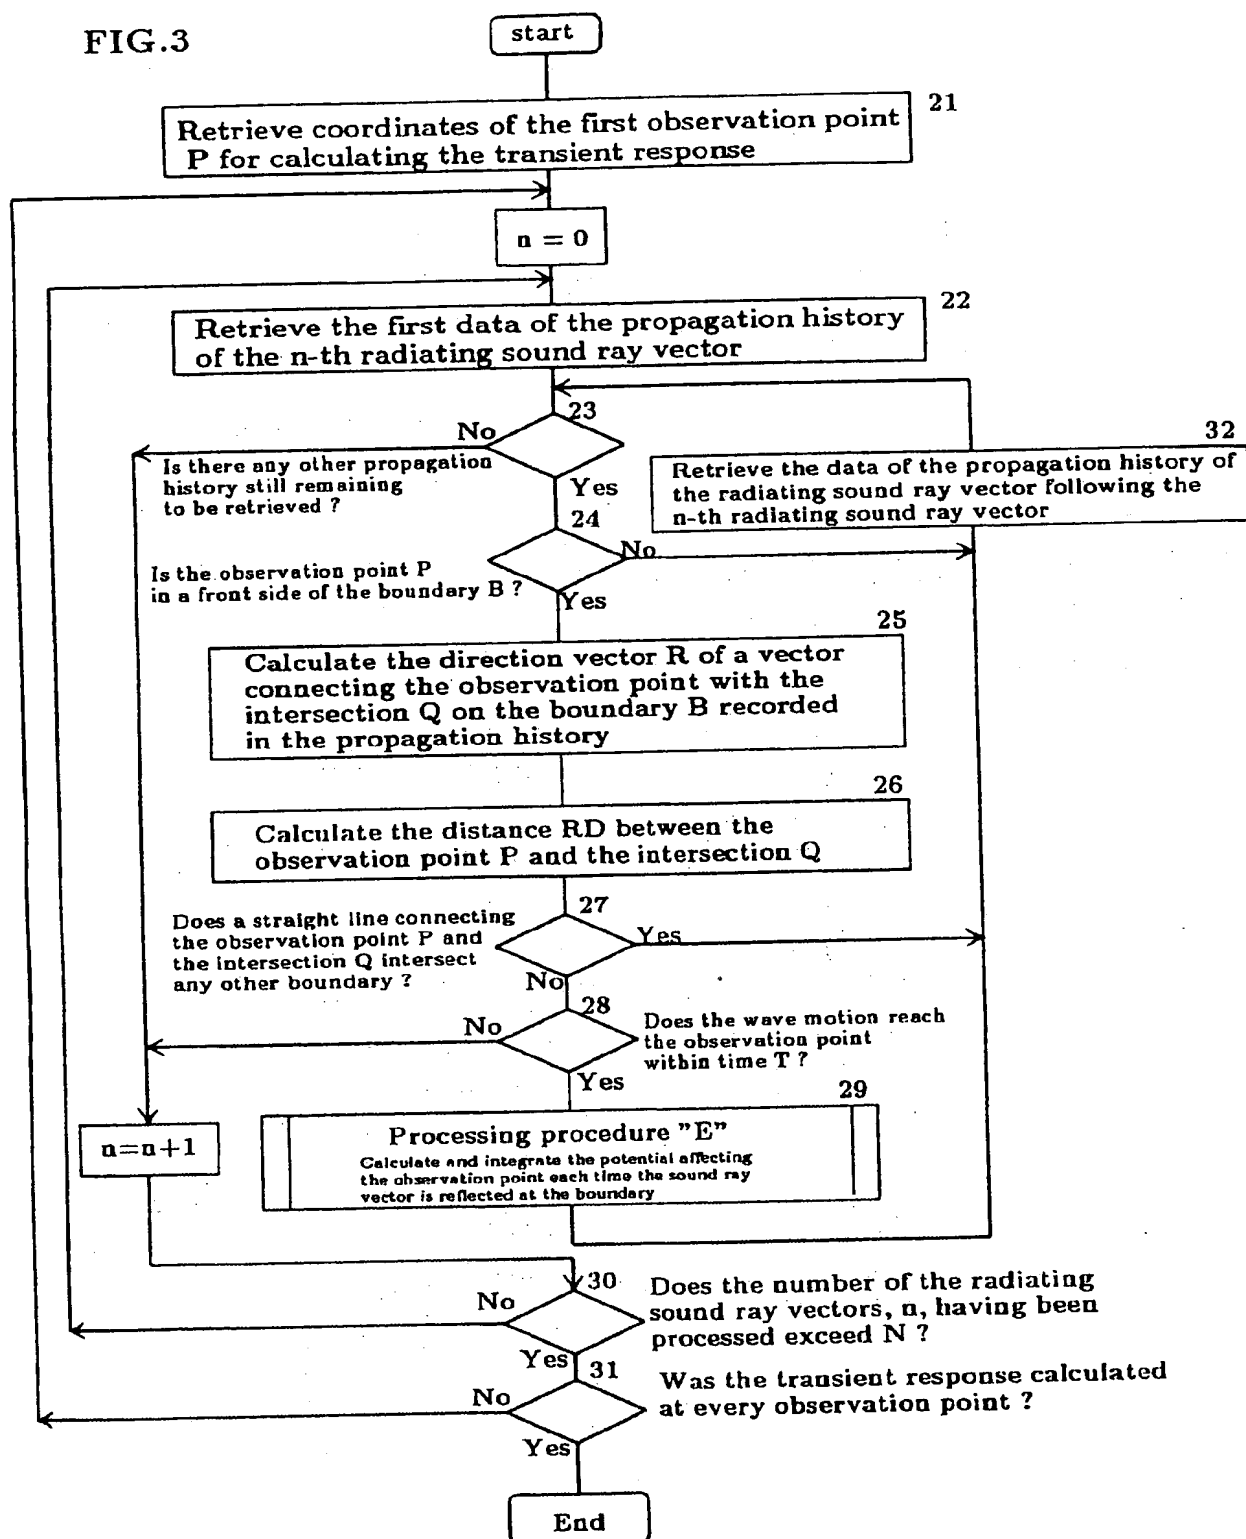 FIG.3
start
21
Retrieve coordinates of the first observation point
P for calculating the transient response
n = 0
22
Retrieve the first data of the propagation history
of the n-th radiating sound ray vector
23
No
Is there any other propagation
history still remaining
to be retrieved ?
Yes
32
Retrieve the data of the propagation history of
the radiating sound ray vector following the
n-th radiating sound ray vector
24
No
Is the observation point P
in a front side of the boundary B ?
Yes
25
Calculate the direction vector R of a vector
connecting the observation point with the
intersection Q on the boundary B recorded
in the propagation history
26
Calculate the distance RD between the
observation point P and the intersection Q
27
Does a straight line connecting
the observation point P and
the intersection Q intersect
any other boundary ?
Yes
No
28
No
Does the wave motion reach
the observation point
within time T ?
Yes
29
n=n+1
Processing procedure "E"
Calculate and integrate the potential affecting
the observation point each time the sound ray
vector is reflected at the boundary
30
No
Does the number of the radiating
sound ray vectors, n, having been
processed exceed N ?
Yes
31
No
Was the transient response calculated
at every observation point ?
Yes
End